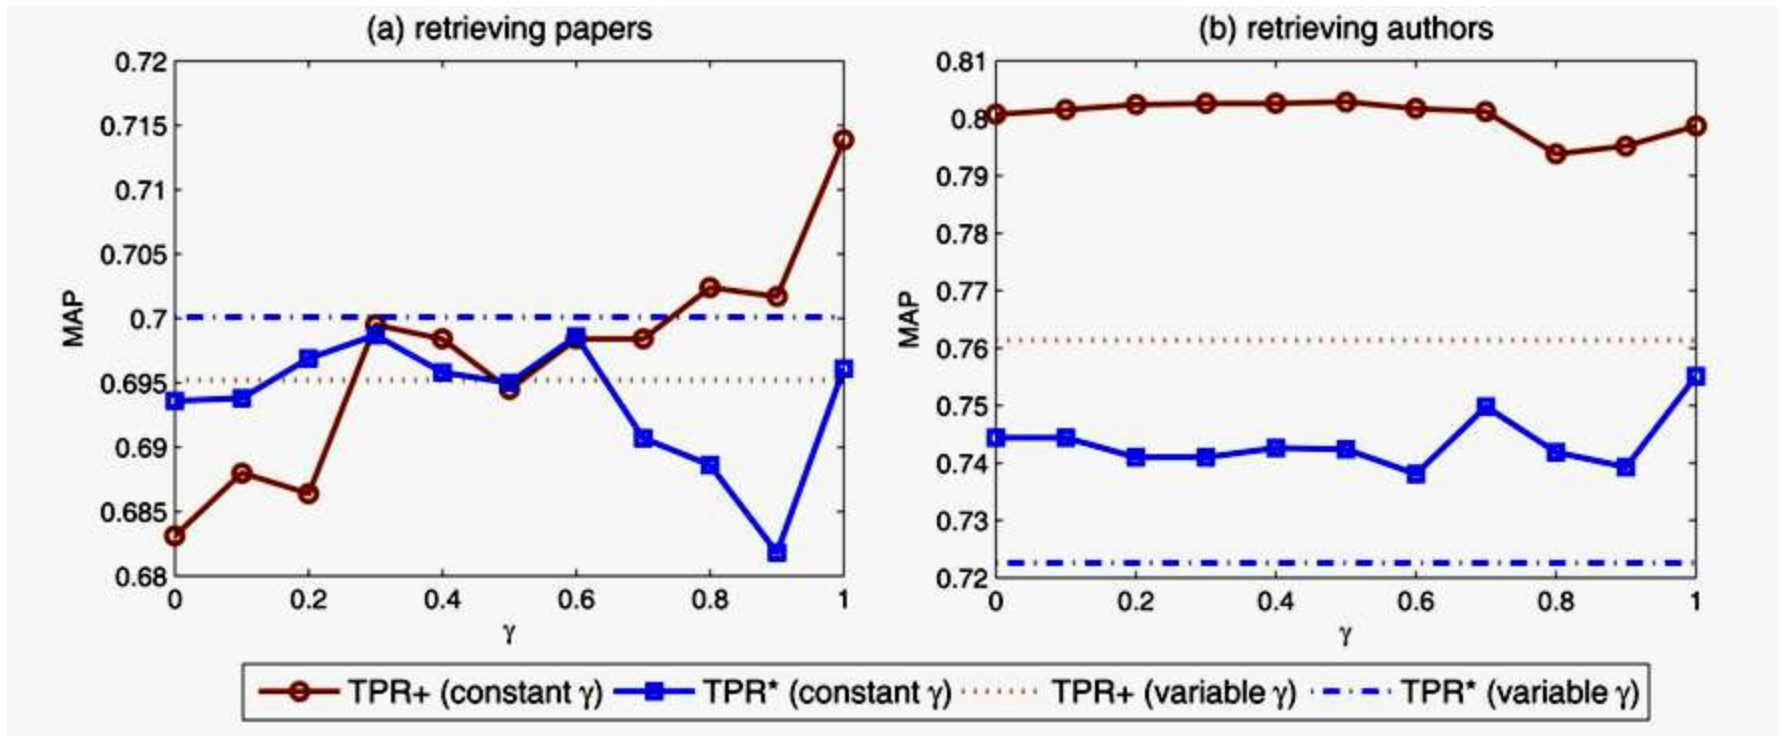 (a) retrieving papers
0.72
0.715
0.71
0.705
0.7
0.695
0.69
0.685
0.68
MAP
0 0.2 0.4 0.6 0.8 1
γ
(b) retrieving authors
0.81
0.8
0.79
0.78
0.77
0.76
0.75
0.74
0.73
0.72
MAP
0 0.2 0.4 0.6 0.8 1
γ
TPR+ (constant γ) TPR* (constant γ) TPR+ (variable γ) TPR* (variable γ)